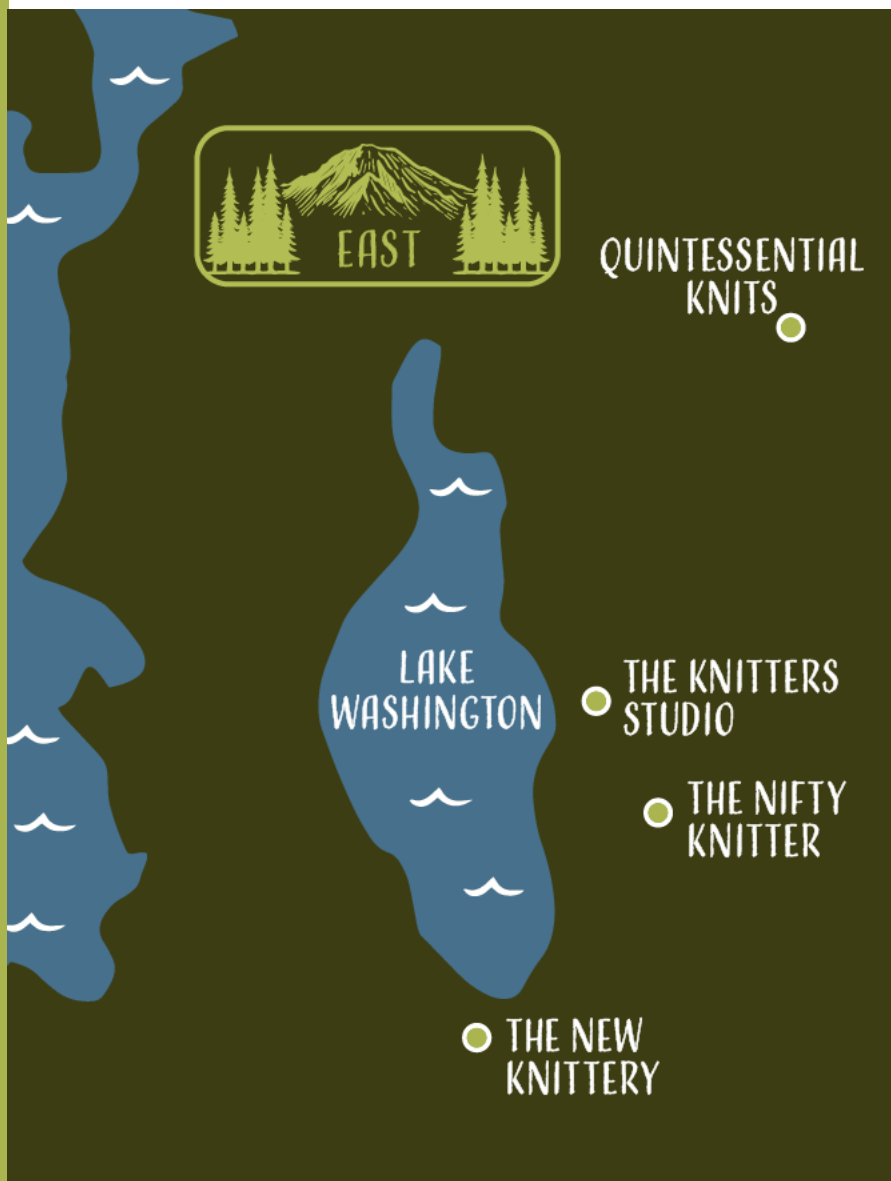 EAST
QUINTESSENTIAL
KNITS
LAKE
WASHINGTON
THE KNITTERS
STUDIO
THE NIFTY
KNITTER
THE NEW
KNITTERY